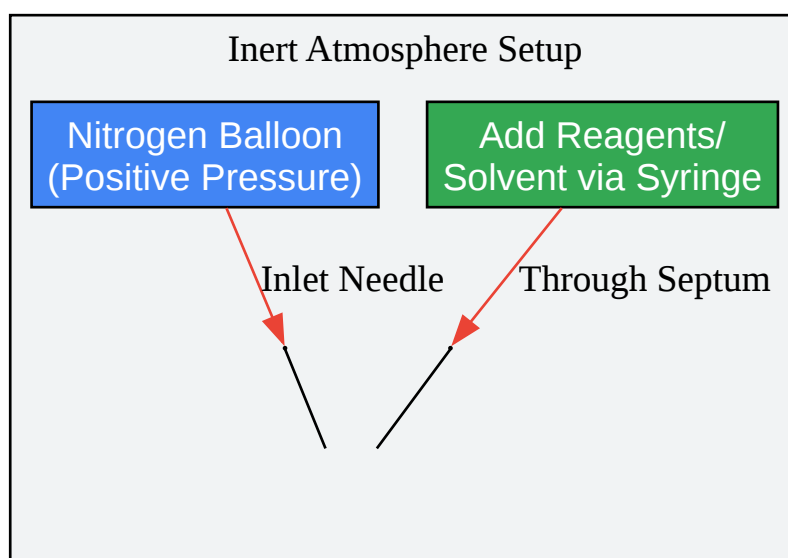 Inert Atmosphere Setup
Nitrogen Balloon
(Positive Pressure)
Add Reagents/
Solvent via Syringe
Inlet Needle
Through Septum